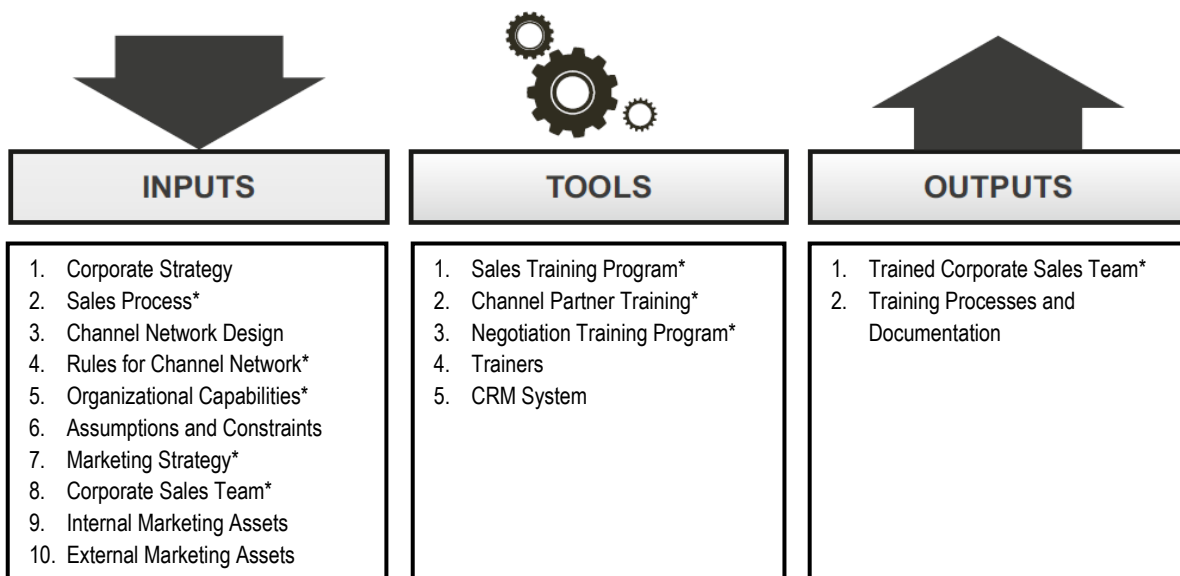 INPUTS
1. Corporate Strategy
2. Sales Process*
3. Channel Network Design
4. Rules for Channel Network*
5. Organizational Capabilities*
6. Assumptions and Constraints
7. Marketing Strategy*
8. Corporate Sales Team*
9. Internal Marketing Assets
10. External Marketing Assets
TOOLS
1. Sales Training Program*
2. Channel Partner Training*
3. Negotiation Training Program*
4. Trainers
5. CRM System
OUTPUTS
1. Trained Corporate Sales Team*
2. Training Processes and
Documentation